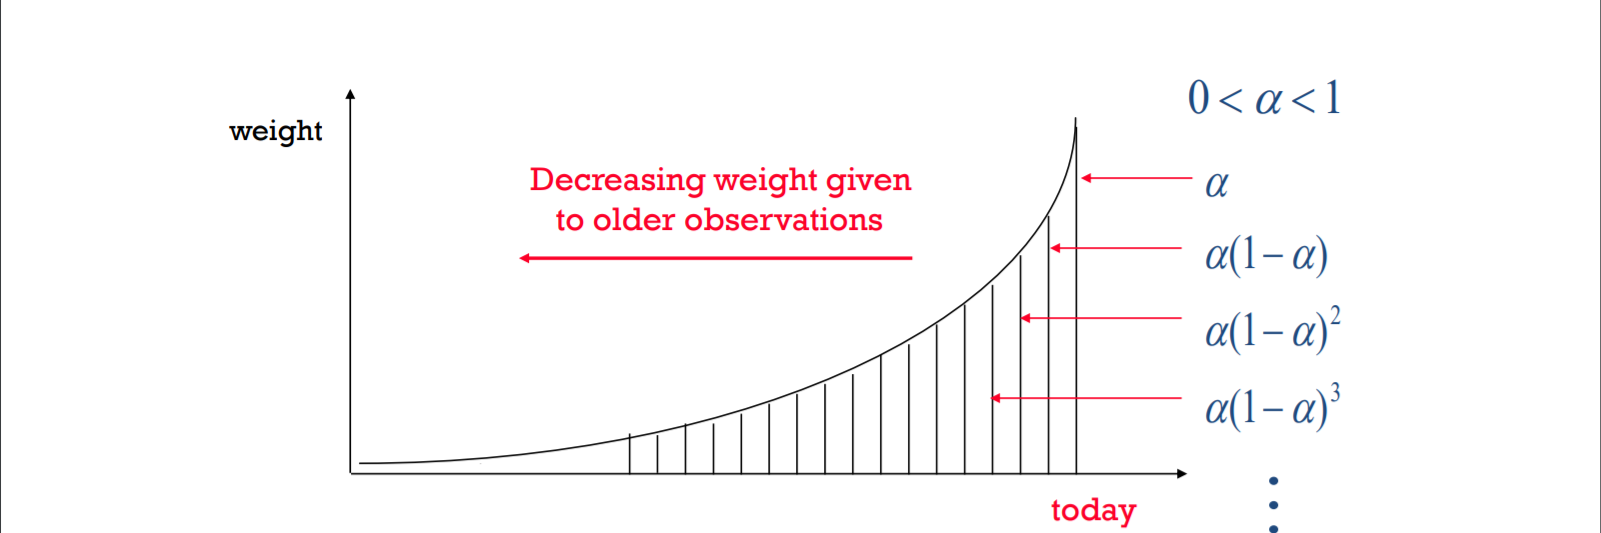 weight
Decreasing weight given
to older observations
0 < α < 1
α
α(1− α)
α(1− α)²
α(1− α)³
⋮
today